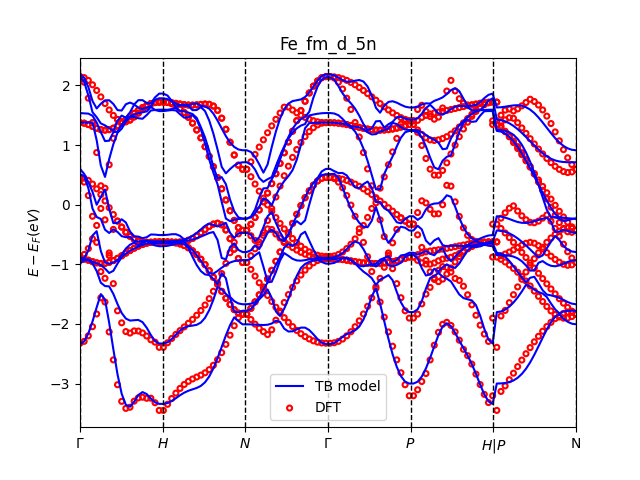 Fe_fm_d_5n
E − E_F(eV)
2
1
0
−1
−2
−3
TB model
DFT
Γ H N Γ P H|P N